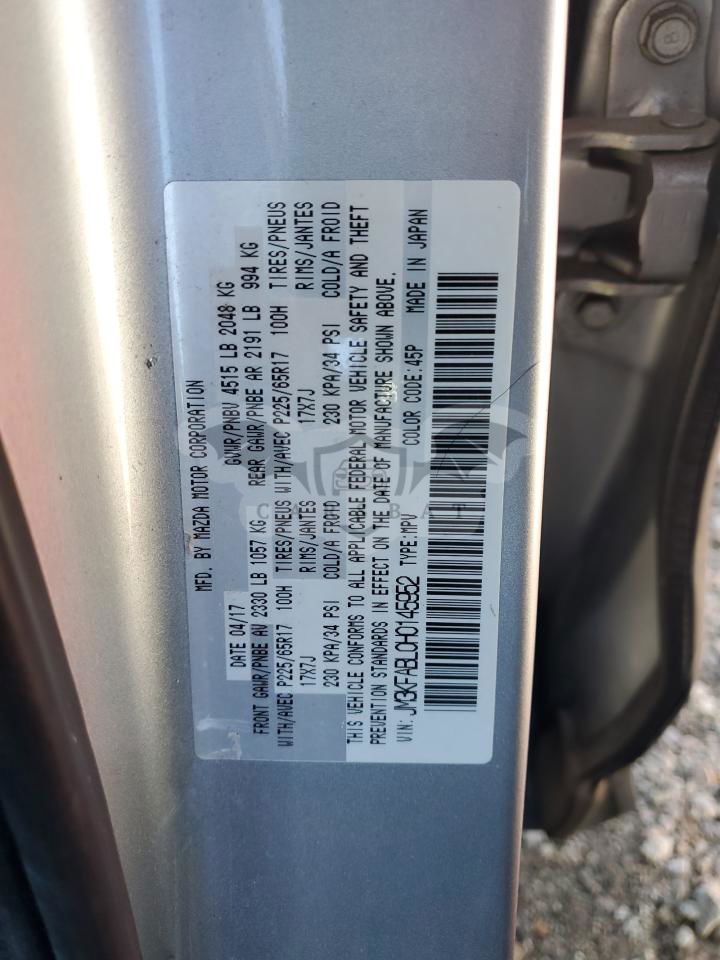 MFD. BY MAZDA MOTOR CORPORATION
DATE 04/17 GVWR/PNBV 4515 LB 2048 KG
FRONT GAWR/PNBE AV 2330 LB 1057 KG REAR GAWR/PNBE AR 2191 LB 994 KG
WITH/AVEC P225/65R17 100H TIRES/PNEUS WITH/AVEC P225/65R17 100H TIRES/PNEUS
17X7J RIMS/JANTES 17X7J RIMS/JANTES
230 KPA/34 PSI COLD/A FROID 230 KPA/34 PSI COLD/A FROID
THIS VEHICLE CONFORMS TO ALL APPLICABLE FEDERAL MOTOR VEHICLE SAFETY AND THEFT
PREVENTION STANDARDS IN EFFECT ON THE DATE OF MANUFACTURE SHOWN ABOVE.
VIN: JM3KFABL0H0145952 TYPE:MPV COLOR CODE:45P MADE IN JAPAN
8